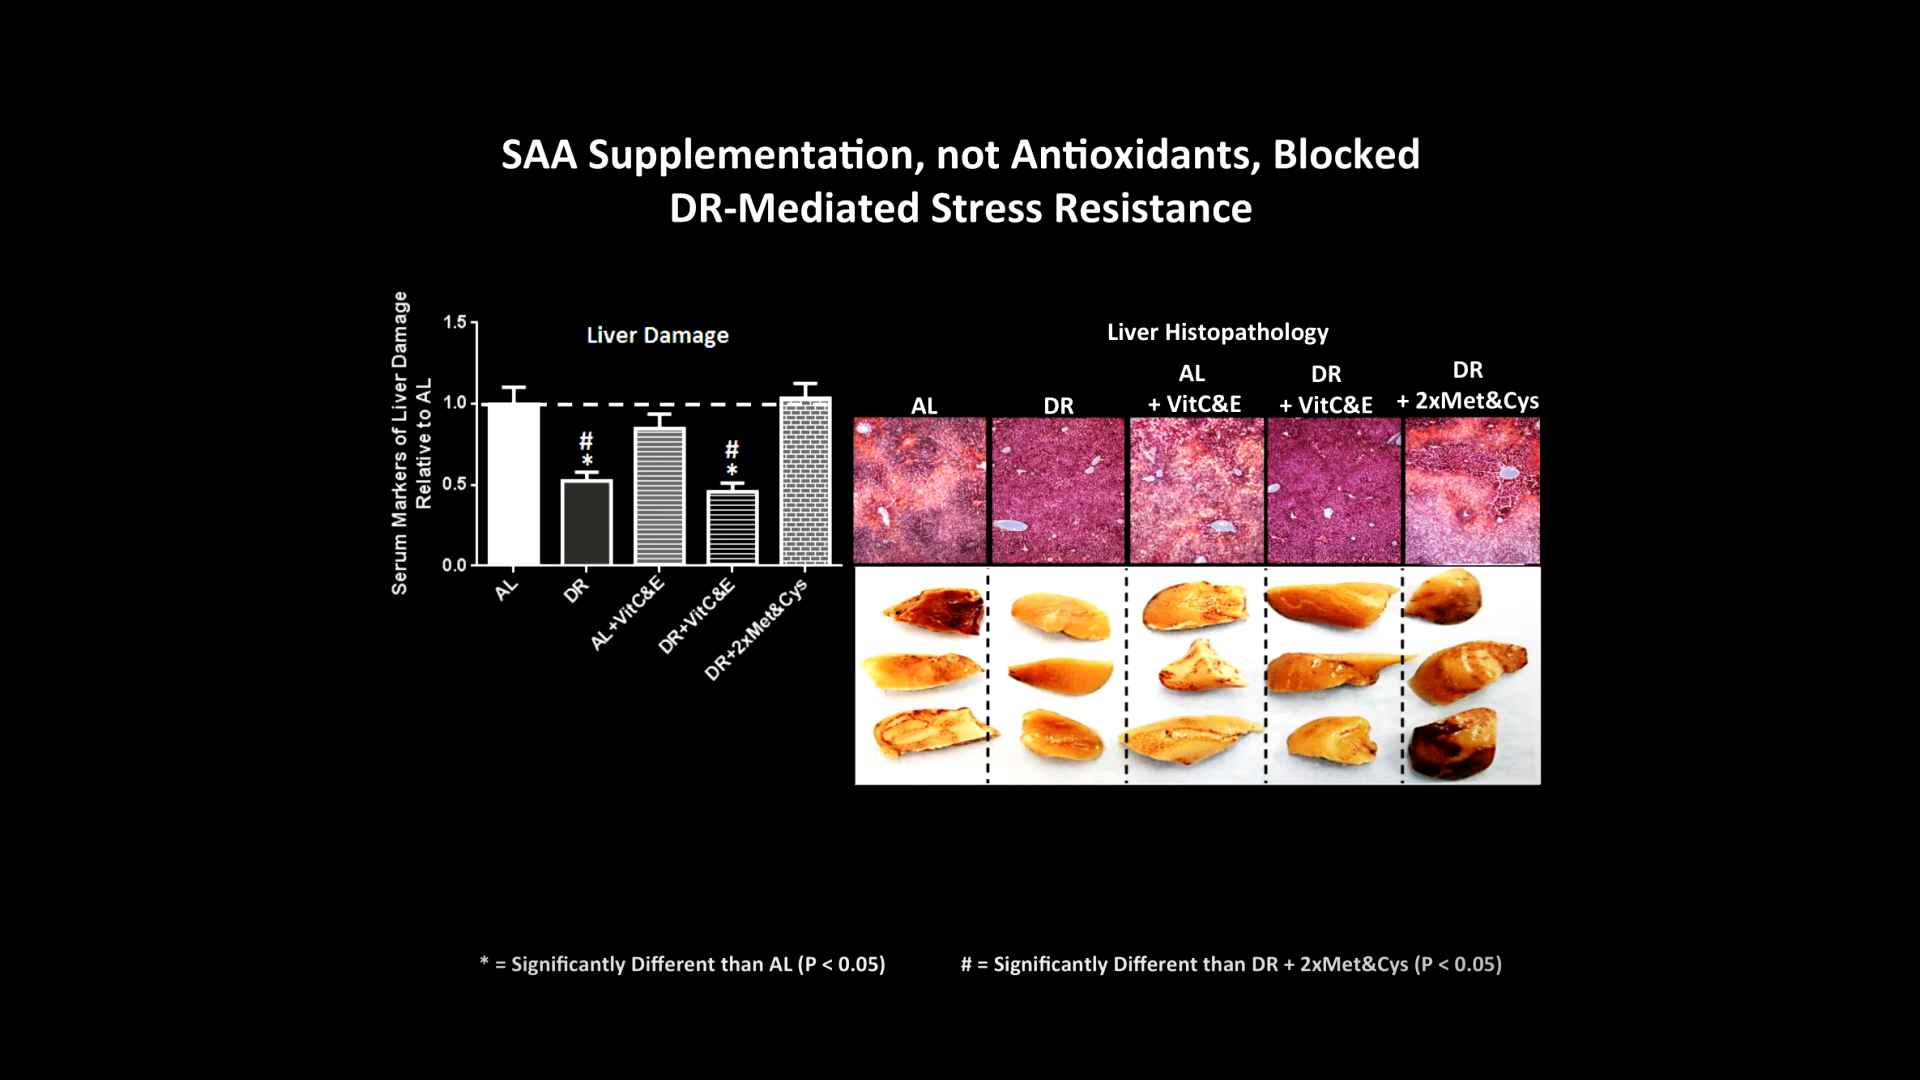 SAA Supplementation, not Antioxidants, Blocked
DR-Mediated Stress Resistance
Serum Markers of Liver Damage
Relative to AL
Liver Damage
1.5
1.0
0.5
0.0
#
*
#
*
AL
DR
AL+VitC&E
DR+VitC&E
DR+2xMet&Cys
Liver Histopathology
AL
DR
AL
+ VitC&E
DR
+ VitC&E
DR
+ 2xMet&Cys
* = Significantly Different than AL (P < 0.05)
# = Significantly Different than DR + 2xMet&Cys (P < 0.05)